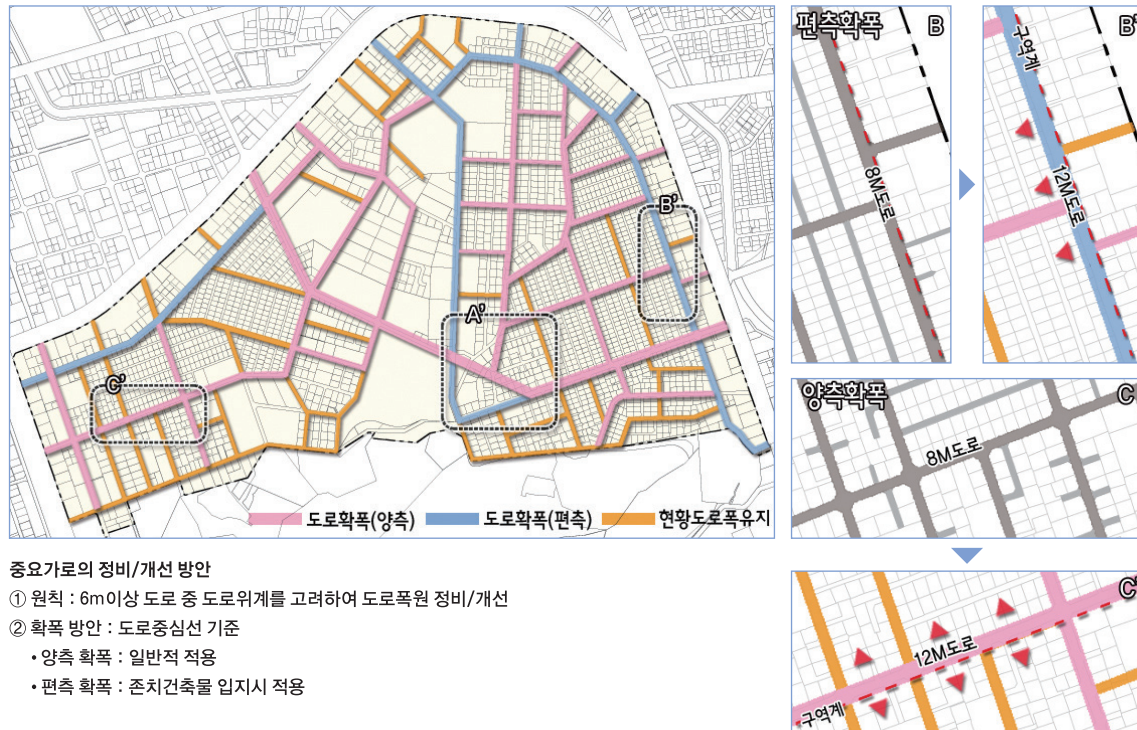 B'
A'
C'
도로확폭(양측)
도로확폭(편측)
현황도로폭유지
중요가로의 정비/개선 방안
① 원칙 : 6m이상 도로 중 도로위계를 고려하여 도로폭원 정비/개선
② 확폭 방안 : 도로중심선 기준
• 양측 확폭 : 일반적 적용
• 편측 확폭 : 존치건축물 입지시 적용
편측확폭
B
8M도로
B'
구역계
12M도로
양측확폭
C
8M도로
C'
12M도로
구역계